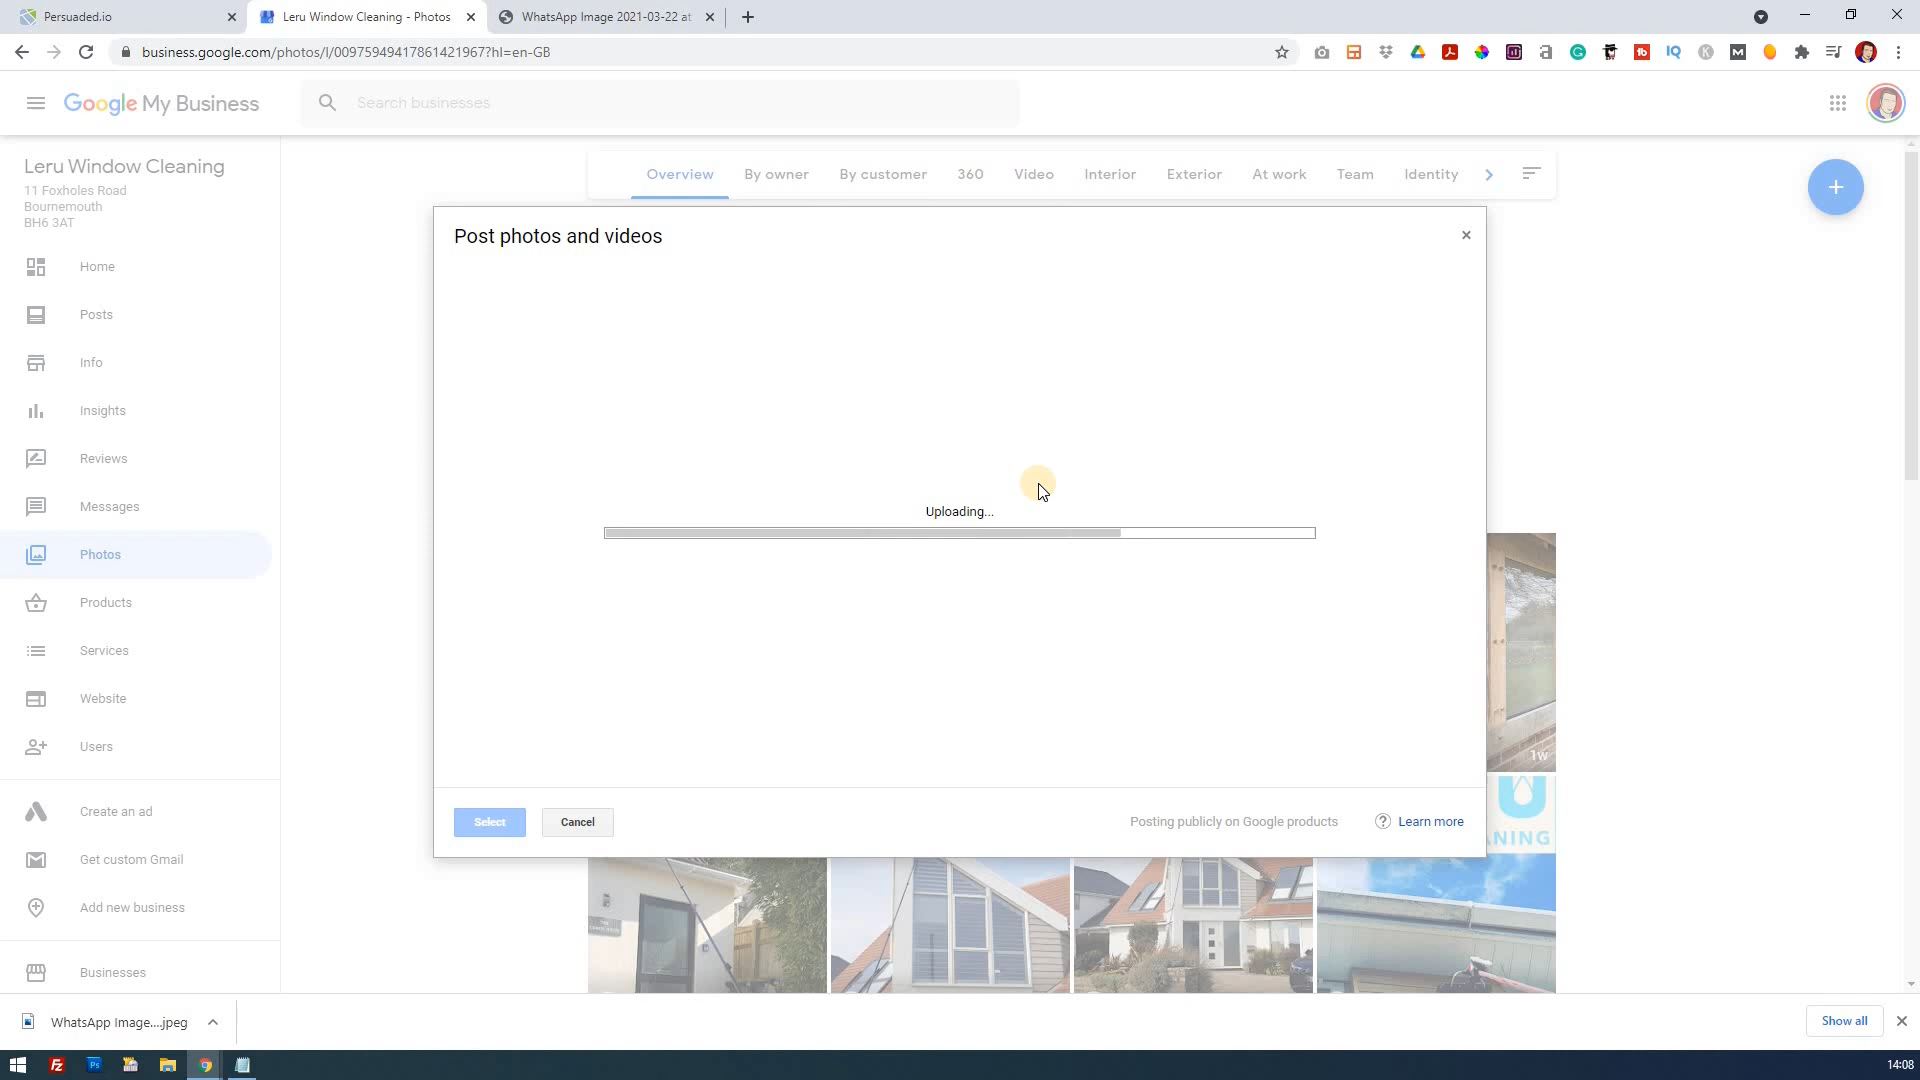 Persuaded.io
Leru Window Cleaning - Photos
WhatsApp Image 2021-03-22 at
business.google.com/photos/l/00975949417861421967?hl=en-GB
Google My Business
Search businesses
Leru Window Cleaning
11 Foxholes Road
Bournemouth
BH6 3AT
Overview
By owner
By customer
360
Video
Interior
Exterior
At work
Team
Identity
Home
Posts
Info
Insights
Reviews
Messages
Photos
Products
Services
Website
Users
Create an ad
Get custom Gmail
Add new business
Businesses
Post photos and videos
Uploading...
Select
Cancel
Posting publicly on Google products
Learn more
1w
U
NING
WhatsApp Image....jpeg
Show all
14:08